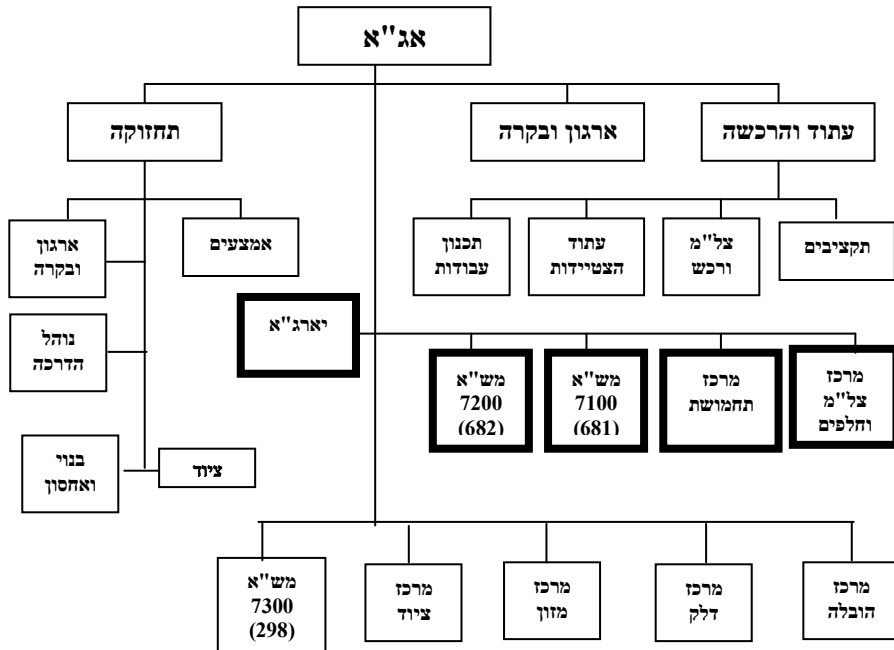 אג"א
עתוד והרכשה
ארגון ובקרה
תחזוקה
תקציבים
צל"מ
ורכש
עתוד
הצטיידות
תכנון
עבודות
אמצעים
ארגון
ובקרה
נוהל
הדרכה
ציוד
בנוי
ואחסון
יארג"א
מרכז
צל"מ
וחלפים
מרכז
תחמושת
מש"א
7100
(681)
מש"א
7200
(682)
מרכז
הובלה
מרכז
דלק
מרכז
מזון
מרכז
ציוד
מש"א
7300
(298)